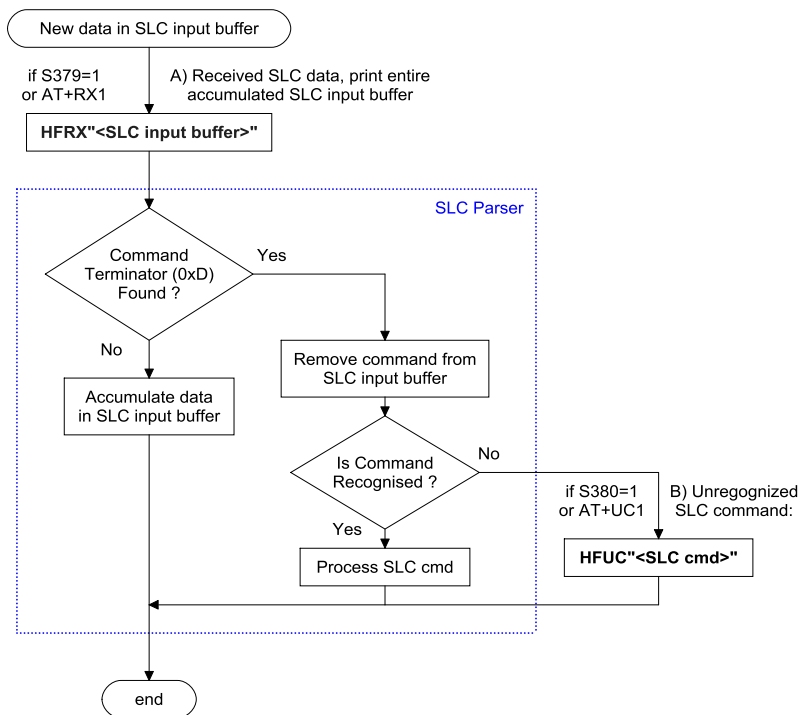 New data in SLC input buffer
if S379=1
or AT+RX1
A) Received SLC data, print entire
accumulated SLC input buffer
HFRX"<SLC input buffer>"
SLC Parser
Command
Terminator (0xD)
Found ?
Yes
No
Remove command from
SLC input buffer
Accumulate data
in SLC input buffer
Is Command
Recognised ?
No
Yes
if S380=1
or AT+UC1
B) Unregognized
SLC command:
Process SLC cmd
HFUC"<SLC cmd>"
end